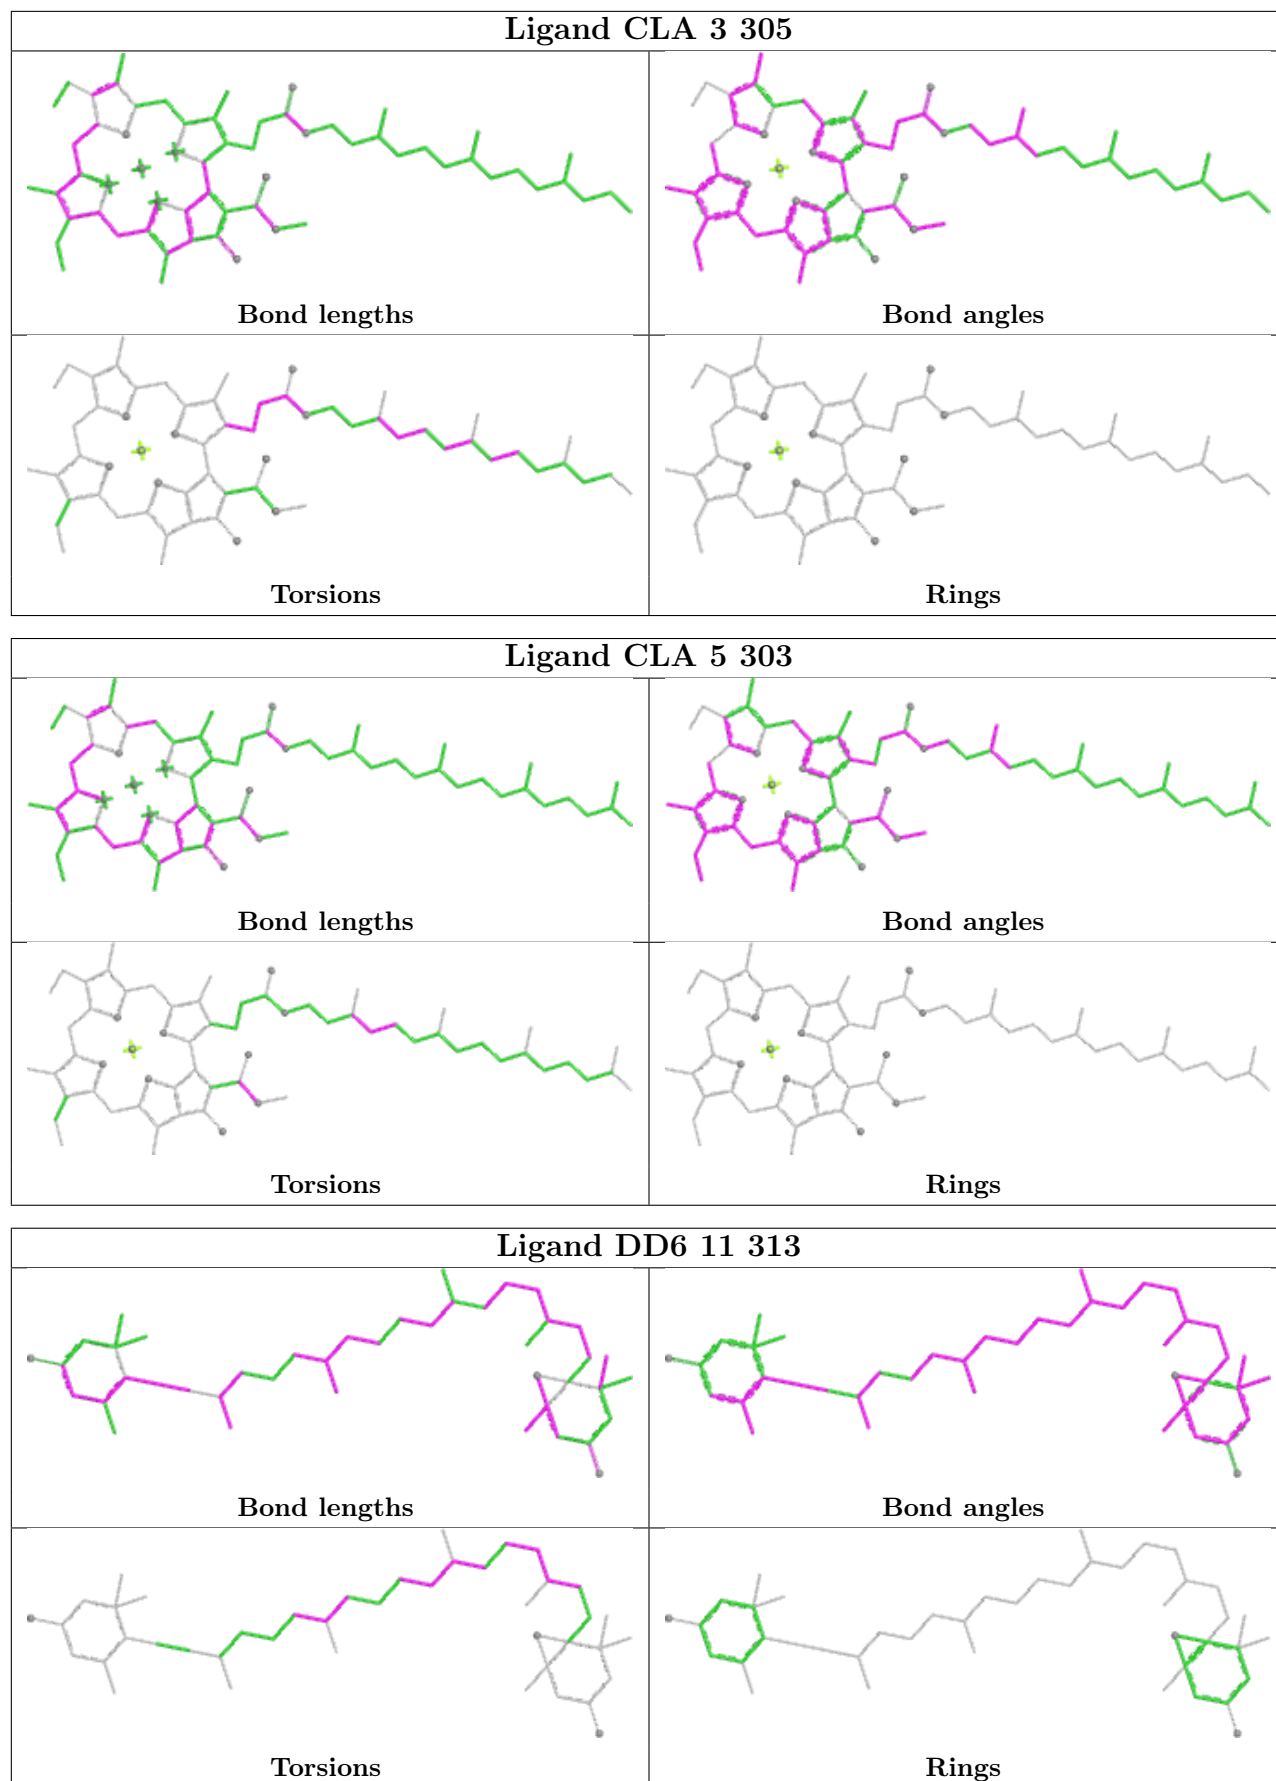 Ligand CLA 3 305
Bond lengths
Bond angles
Torsions
Rings
Ligand CLA 5 303
Bond lengths
Bond angles
Torsions
Rings
Ligand DD6 11 313
Bond lengths
Bond angles
Torsions
Rings